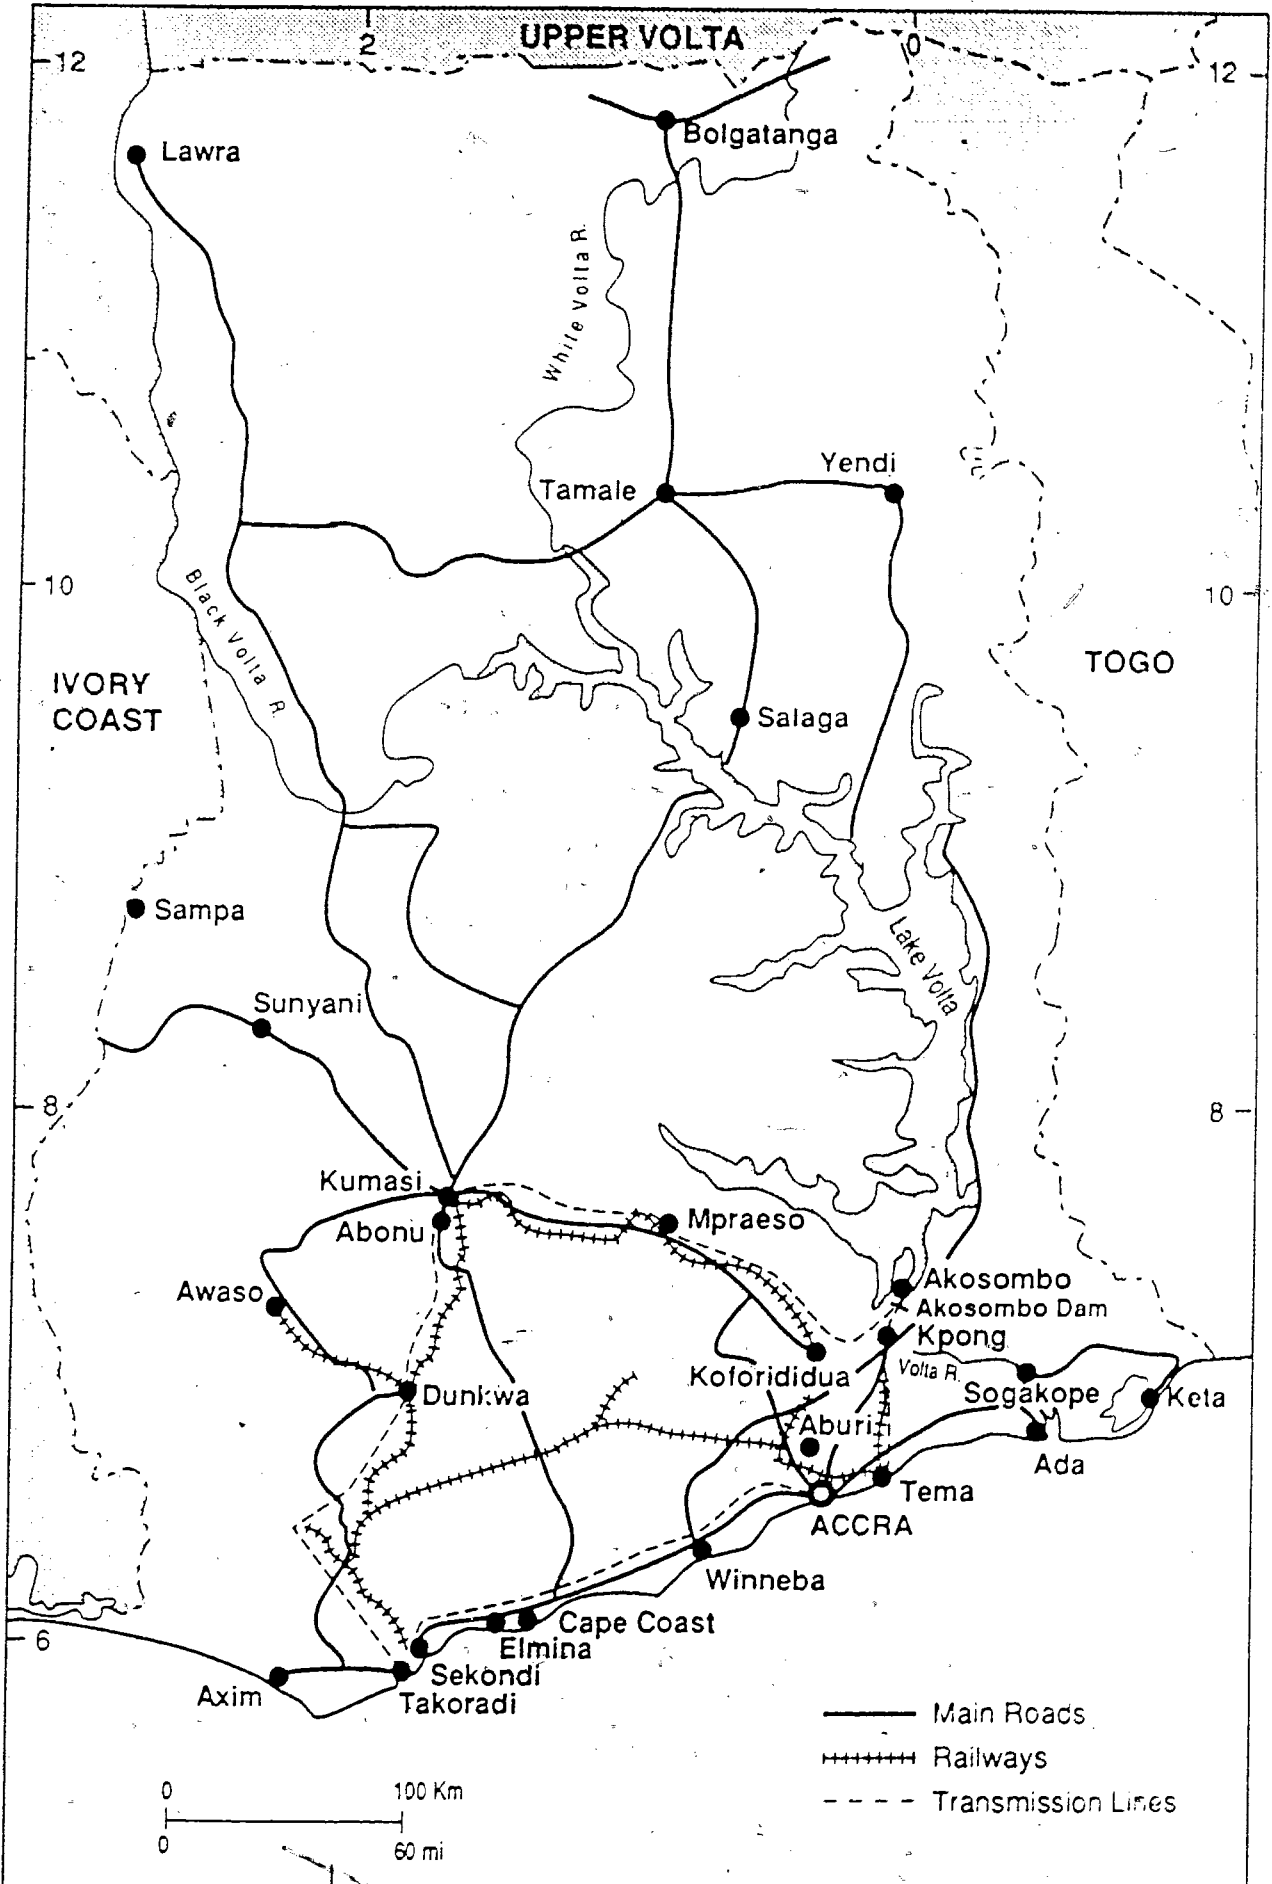 UPPER VOLTA
2
0
12
12
Bolgatanga
Lawra
White Volta R.
Yendi
Tamale
10
10
Black Volta R.
TOGO
IVORY
COAST
Salaga
Sampa
Lake Volta
Sunyani
8
8
Kumasi
Abonu
Mpraeso
Akosombo
Akosombo Dam
Awaso
Kpong
Koforididua
Volta R.
Sogakope
Keta
Dunkwa
Aburi
Ada
Tema
ACCRA
Winneba
Cape Coast
Elmina
6
Sekondi
Takoradi
Axim
Main Roads
Railways
Transmission Lines
0 100 Km
0 60 mi